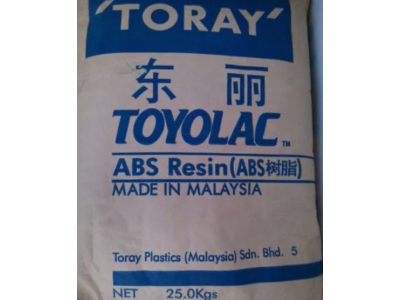 'TORAY'
东 丽
TOYOLAC™
ABS Resin(ABS树脂)
MADE IN MALAYSIA
Toray Plastics (Malaysia) Sdn. Bhd. 5
NET 25.0Kgs